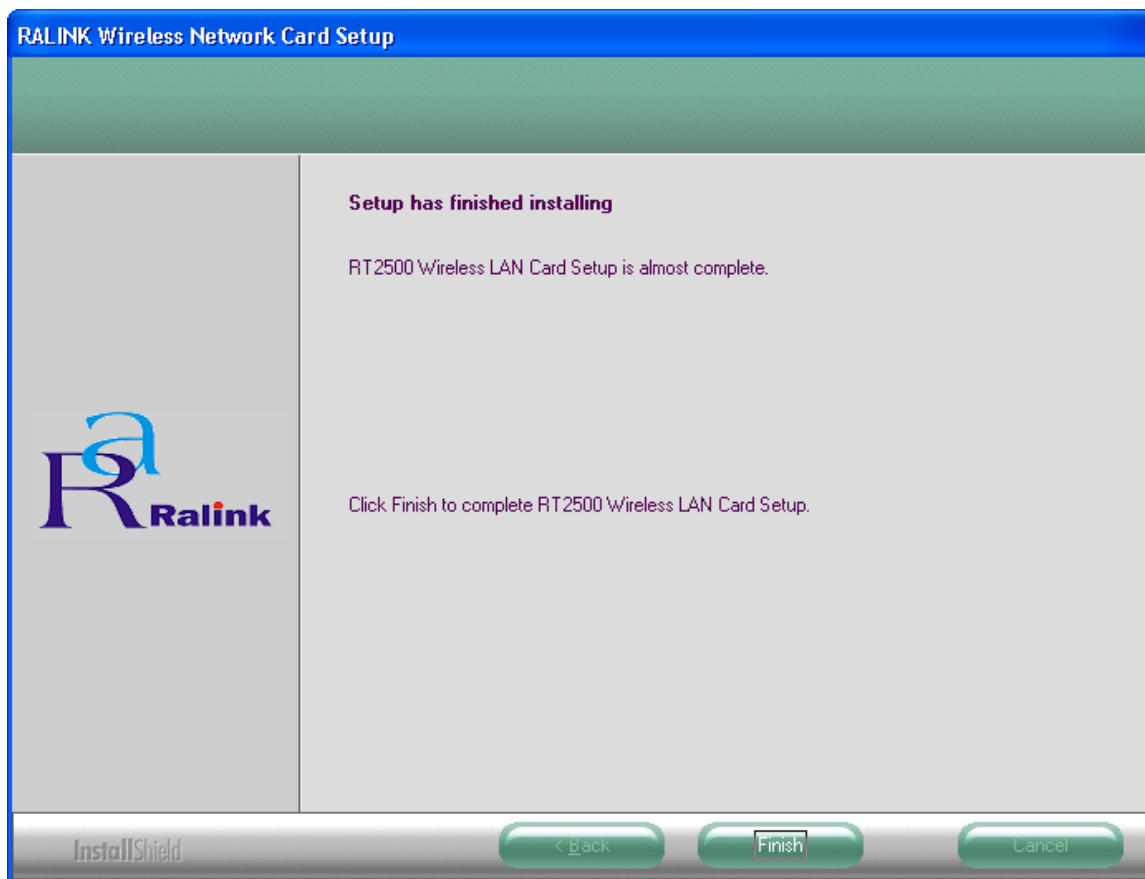 RALINK Wireless Network Card Setup
Setup has finished installing
RT2500 Wireless LAN Card Setup is almost complete.
Ra
Ralink
Click Finish to complete RT2500 Wireless LAN Card Setup.
InstallShield
< Back
Finish
Cancel